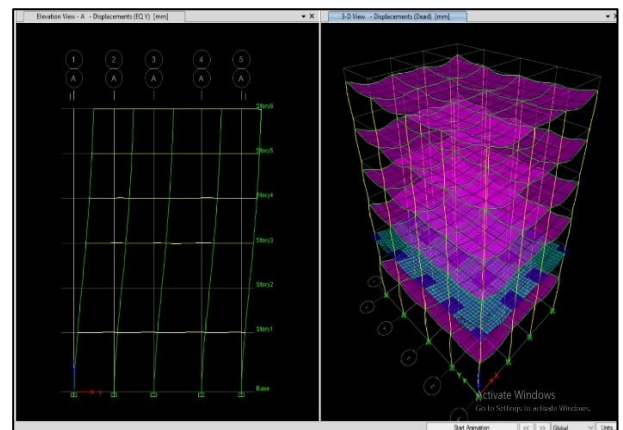 Elevation View - A - Displacements (EQ Y) [mm]
3-D View - Displacements (Dead) [mm]
1 2 3 4 5
A A A A A
Story6
Story5
Story4
Story3
Story2
Story1
Base
Y
X
Y
Activate Windows
Go to Settings to activate Windows.
Start Animation << >> Global Units